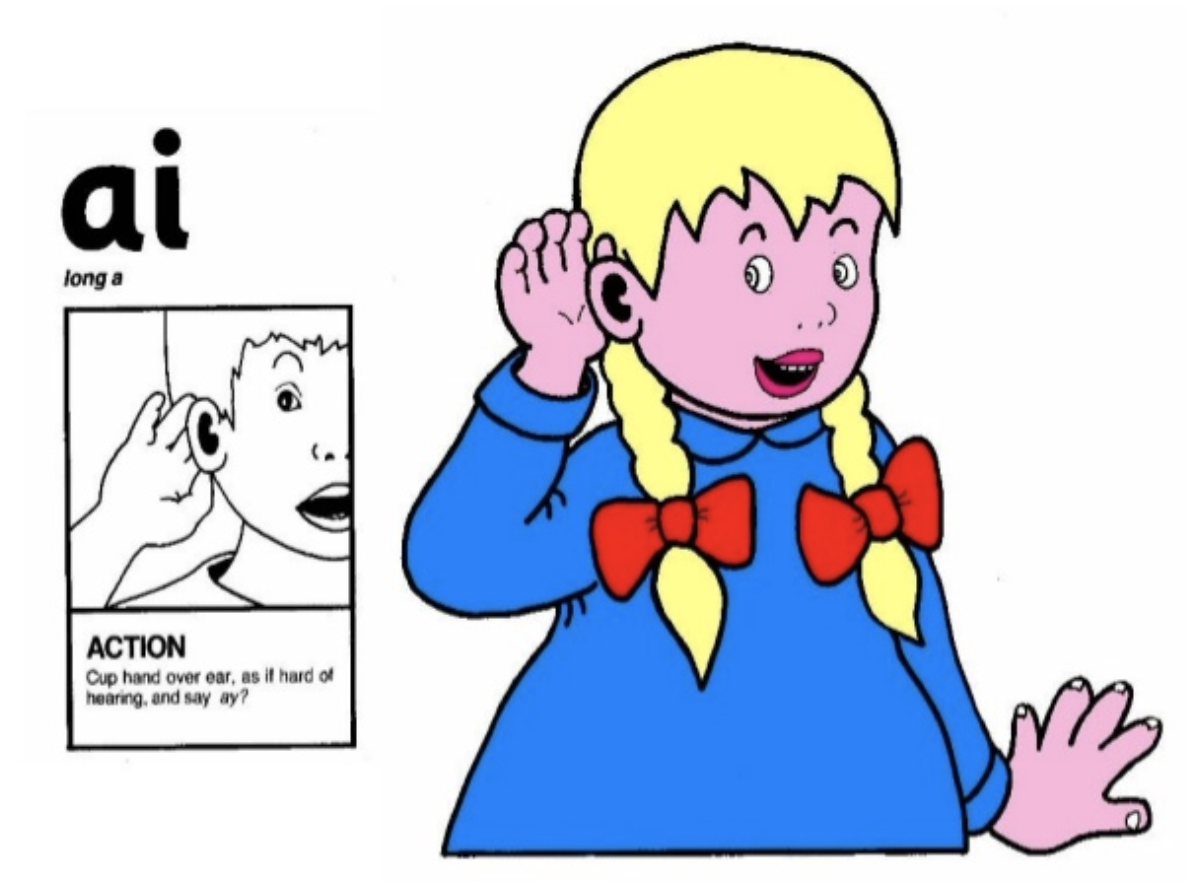 ai
long a
ACTION
Cup hand over ear, as if hard of
hearing, and say ay?